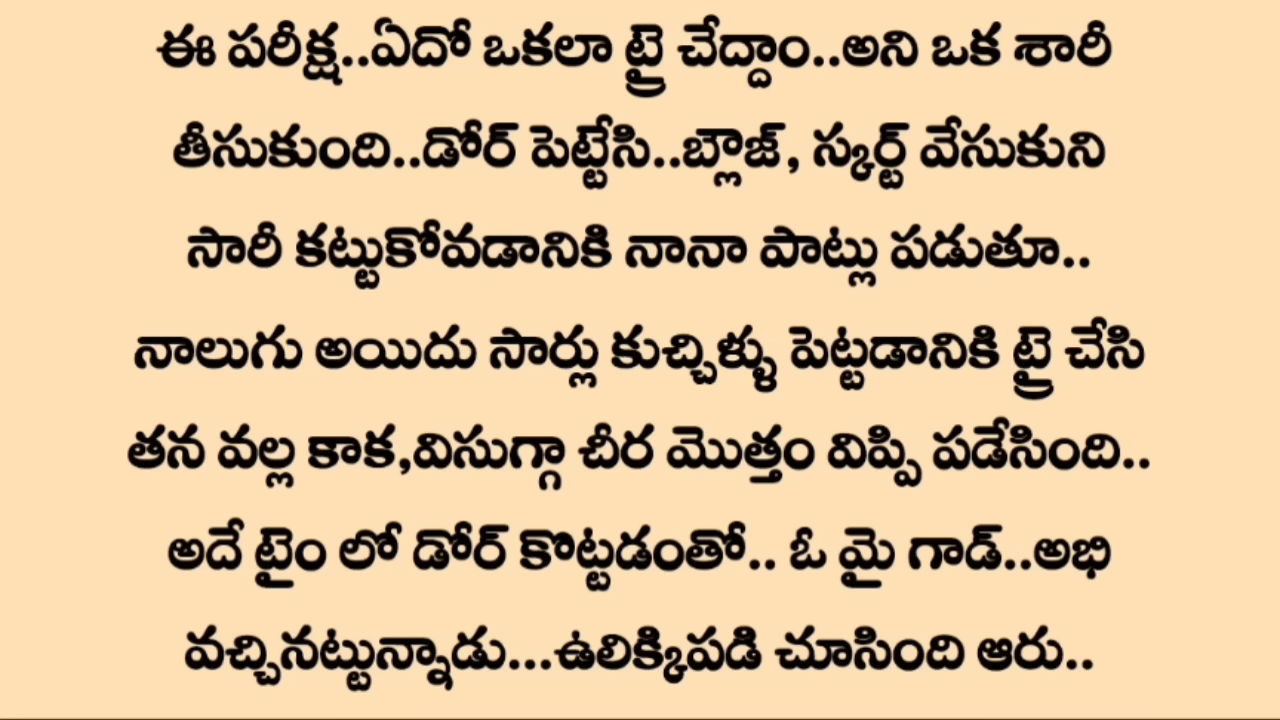 ఈ పరీక్ష..ఏదో ఒకలా ట్రై చేద్దాం..అని ఒక శారీ
తీసుకుంది..డోర్ పెట్టేసి..బ్లౌజ్, స్కర్ట్ వేసుకుని
సారీ కట్టుకోవడానికి నానా పాట్లు పడుతూ..
నాలుగు అయిదు సార్లు కుచ్చిళ్ళు పెట్టడానికి ట్రై చేసి
తన వల్ల కాక,విసుగ్గా చీర మొత్తం విప్పి పడేసింది..
అదే టైం లో డోర్ కొట్టడంతో.. ఓ మై గాడ్..అభి
వచ్చినట్టున్నాడు...ఉలిక్కిపడి చూసింది ఆరు..